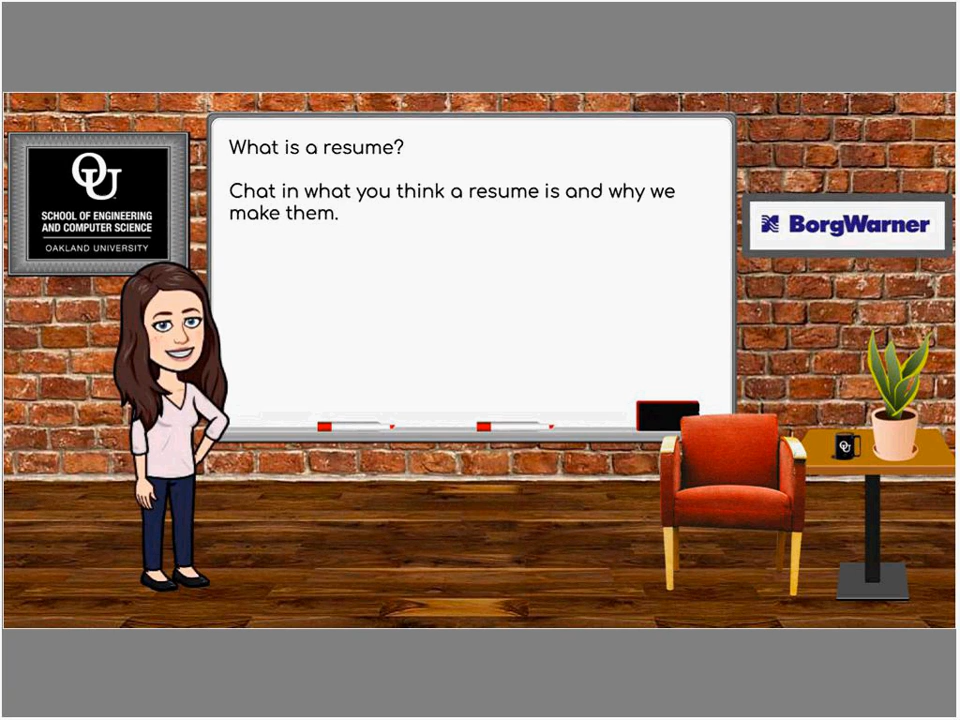 What is a resume?
Chat in what you think a resume is and why we
make them.
OU
SCHOOL OF ENGINEERING
AND COMPUTER SCIENCE
OAKLAND UNIVERSITY
BorgWarner
OU